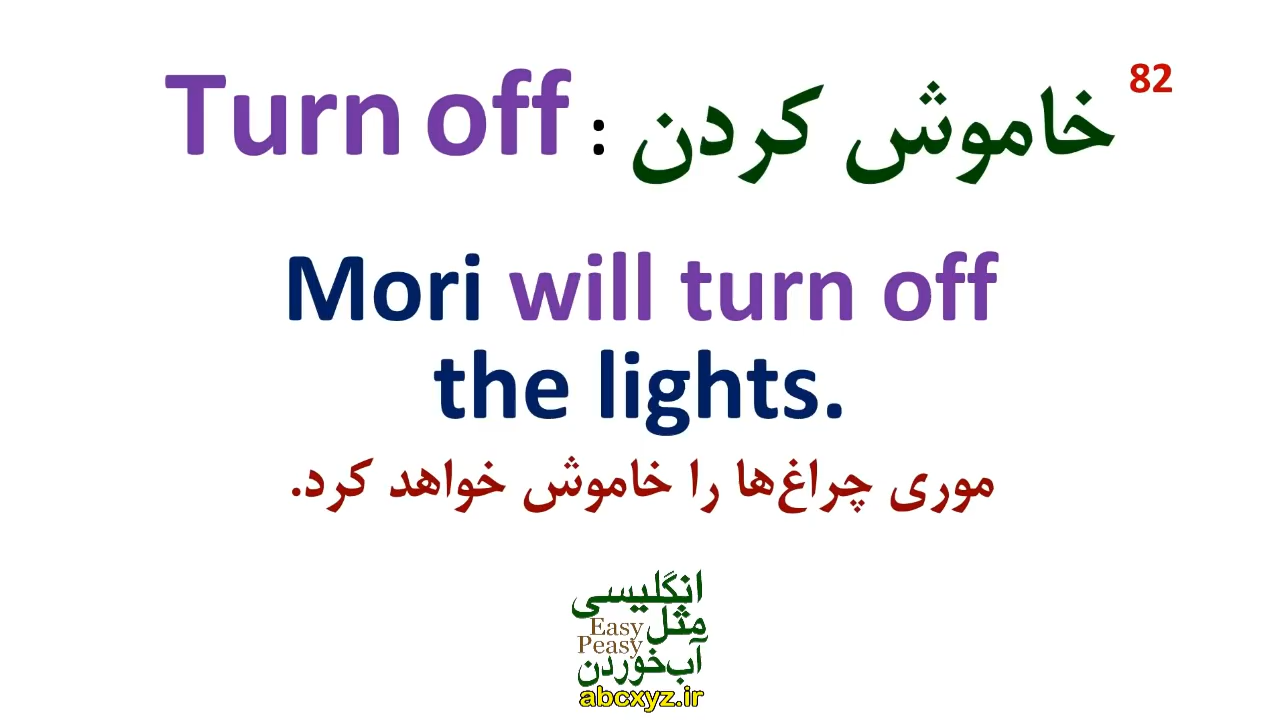 82
Turn off : خاموش کردن
Mori will turn off
the lights.
موری چراغ‌ها را خاموش خواهد کرد.
انگلیسی
مثل
Easy
Peasy
آب‌خوردن
abcxyz.ir